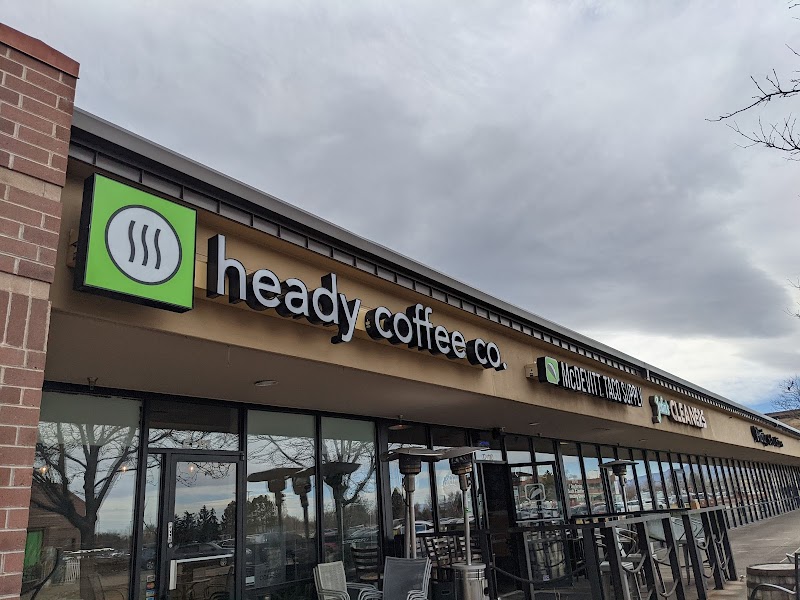 heady coffee co.
McDEVITT TACO SUPPLY
CLEANERS